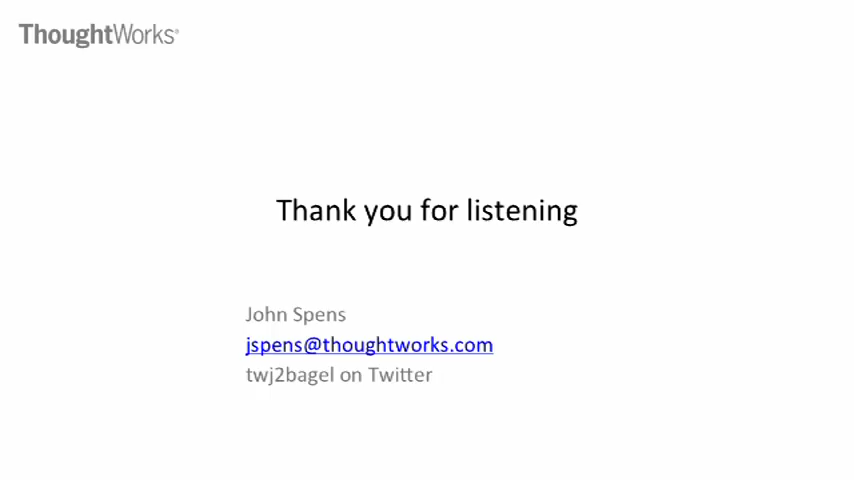 ThoughtWorks®
Thank you for listening
John Spens
jspens@thoughtworks.com
twj2bagel on Twitter